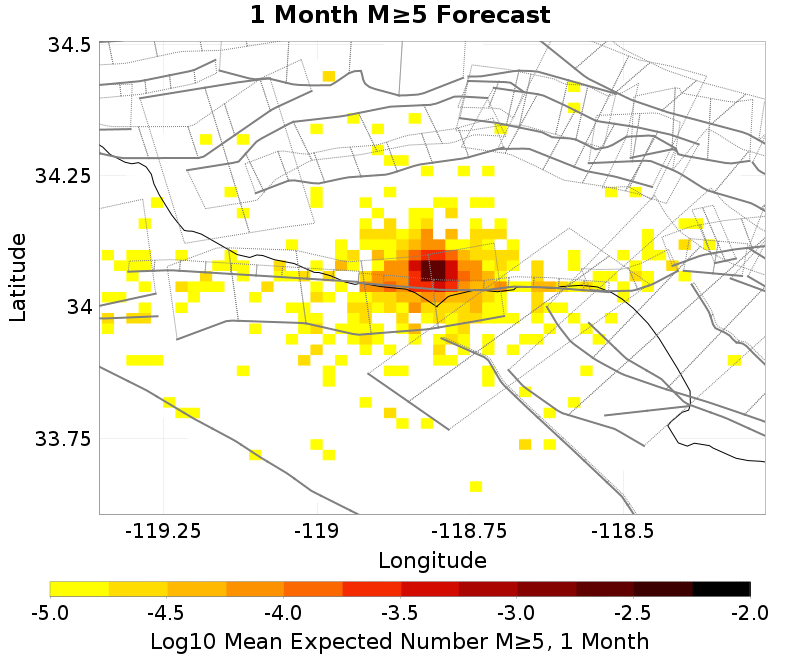 1 Month M≥5 Forecast
34.5
34.25
34
33.75
Latitude
-119.25 -119 -118.75 -118.5
Longitude
-5.0 -4.5 -4.0 -3.5 -3.0 -2.5 -2.0
Log10 Mean Expected Number M≥5, 1 Month